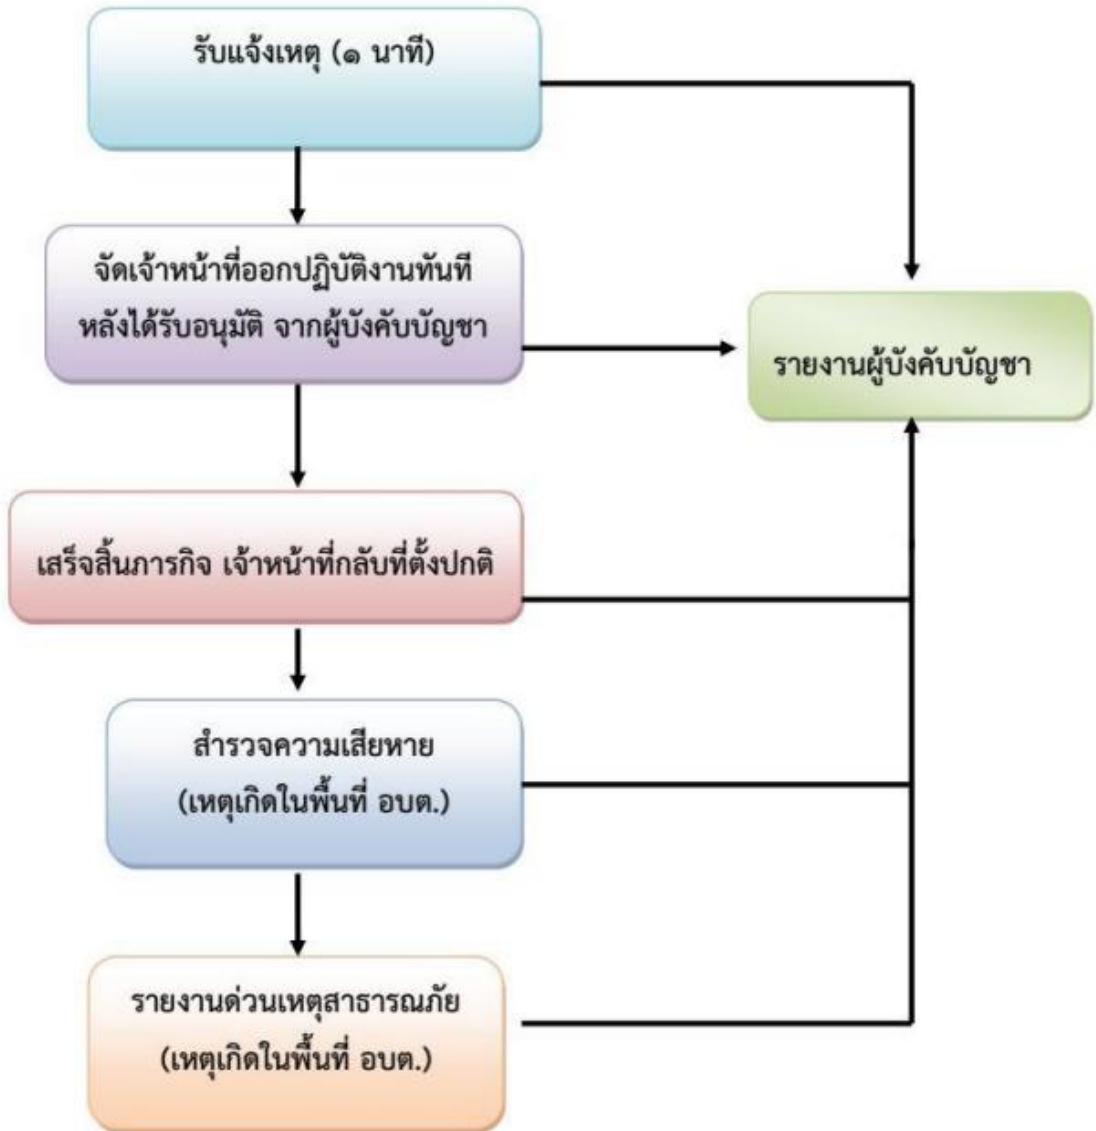 รับแจ้งเหตุ (๑ นาที)
จัดเจ้าหน้าที่ออกปฏิบัติงานทันที
หลังได้รับอนุมัติ จากผู้บังคับบัญชา
รายงานผู้บังคับบัญชา
เสร็จสิ้นภารกิจ เจ้าหน้าที่กลับที่ตั้งปกติ
สำรวจความเสียหาย
(เหตุเกิดในพื้นที่ อบต.)
รายงานด่วนเหตุสาธารณภัย
(เหตุเกิดในพื้นที่ อบต.)